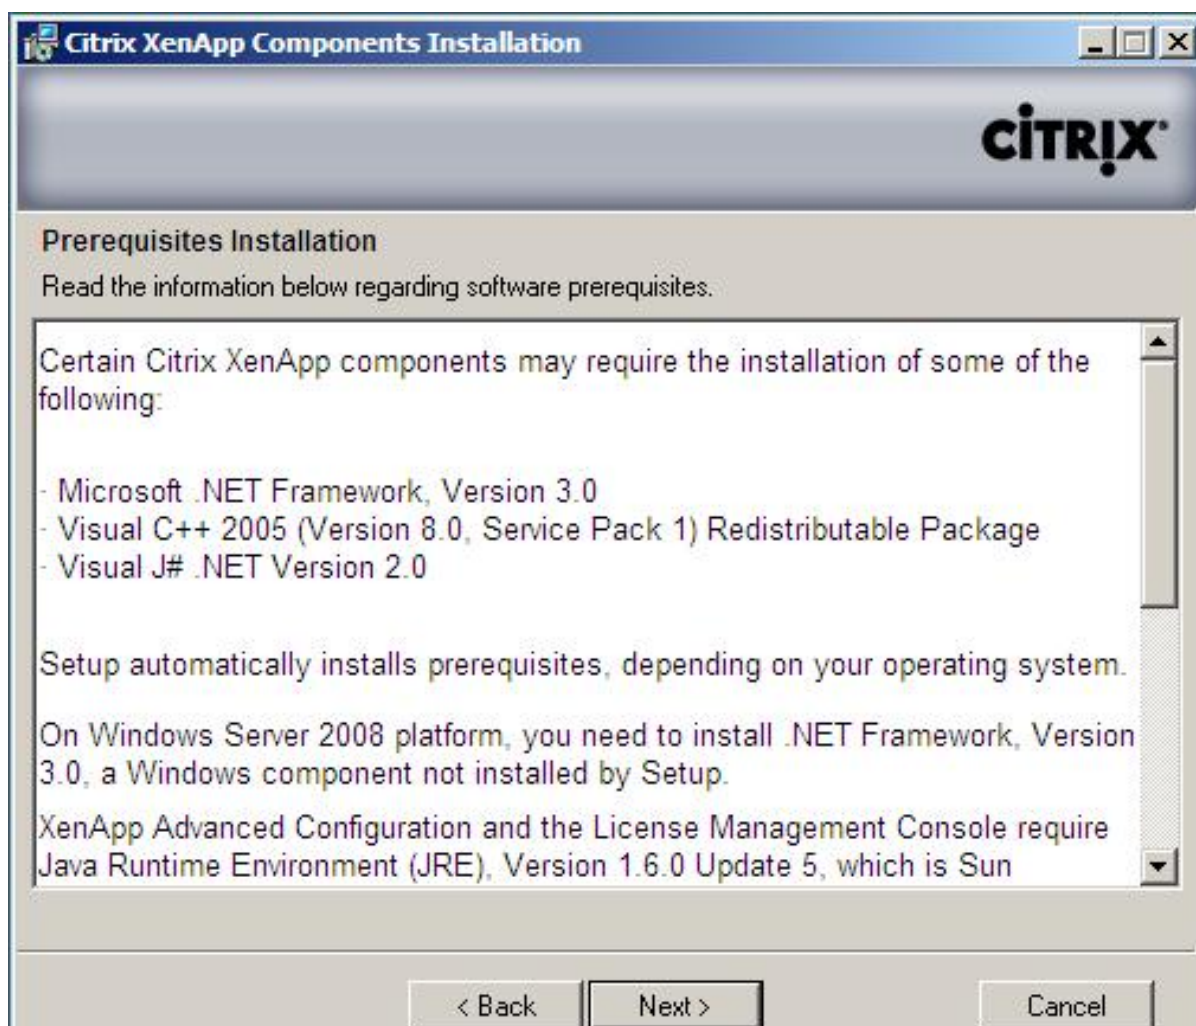 Citrix XenApp Components Installation
CiTRIX
Prerequisites Installation
Read the information below regarding software prerequisites.
Certain Citrix XenApp components may require the installation of some of the
following:
- Microsoft .NET Framework, Version 3.0
- Visual C++ 2005 (Version 8.0, Service Pack 1) Redistributable Package
- Visual J# .NET Version 2.0
Setup automatically installs prerequisites, depending on your operating system.
On Windows Server 2008 platform, you need to install .NET Framework, Version
3.0, a Windows component not installed by Setup.
XenApp Advanced Configuration and the License Management Console require
Java Runtime Environment (JRE), Version 1.6.0 Update 5, which is Sun
< Back Next > Cancel